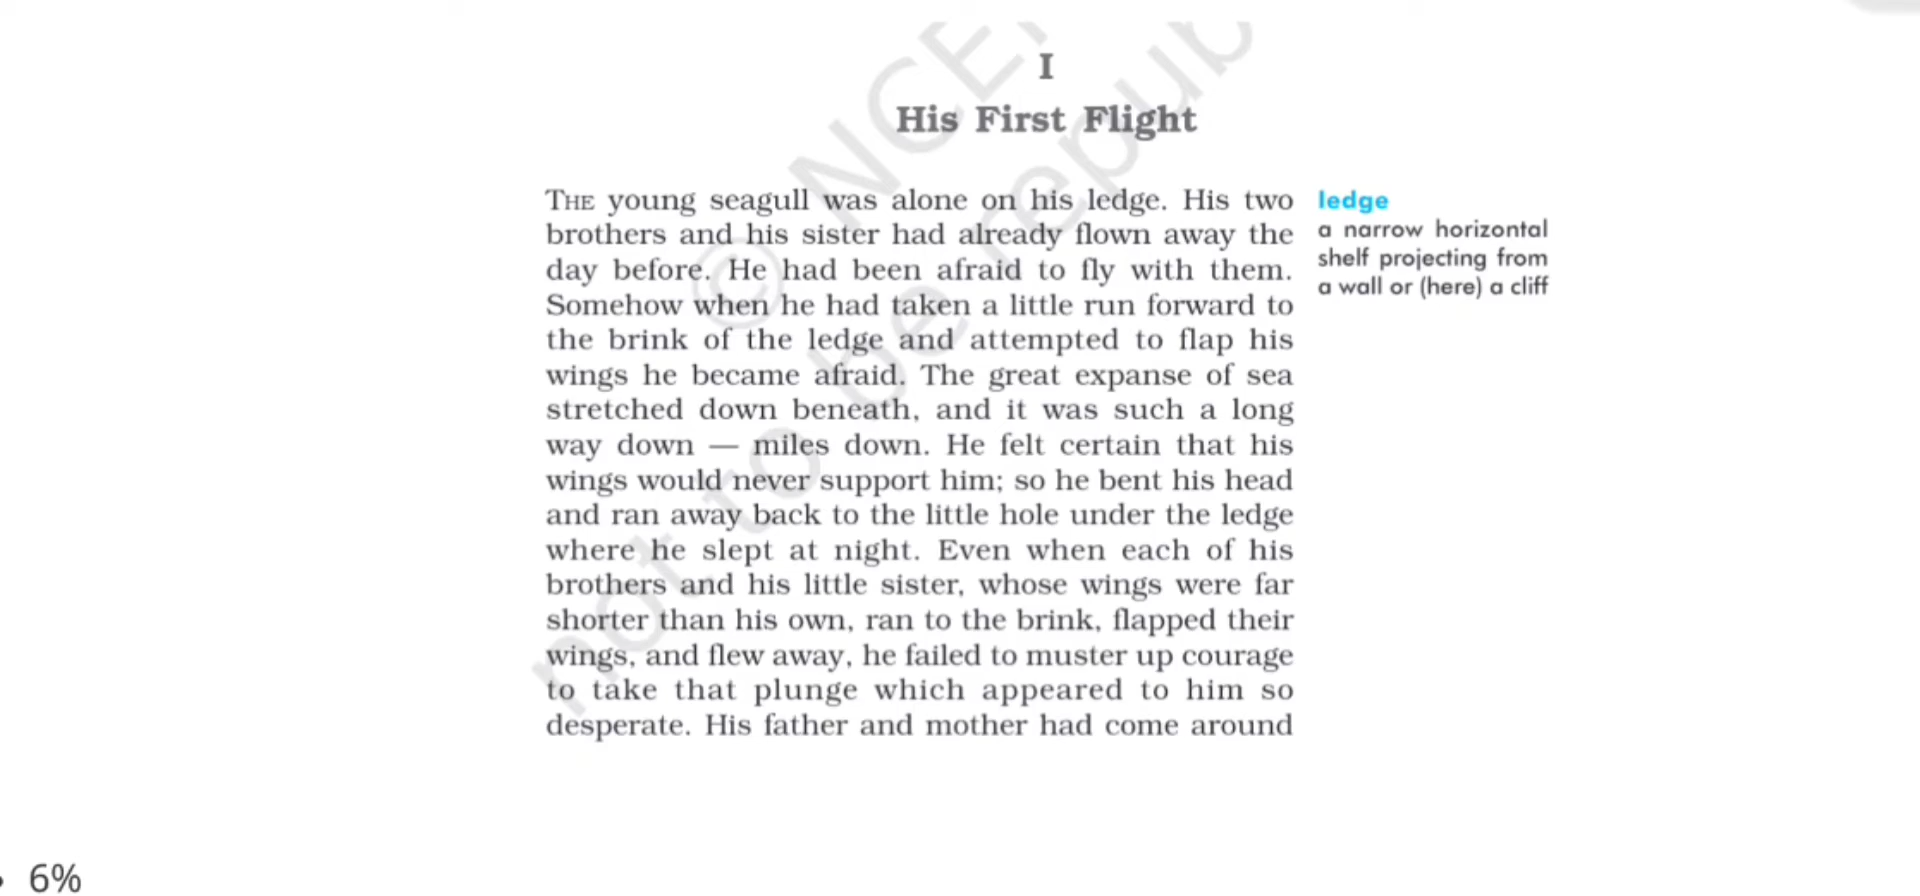 I
His First Flight
THE young seagull was alone on his ledge. His two
brothers and his sister had already flown away the
day before. He had been afraid to fly with them.
Somehow when he had taken a little run forward to
the brink of the ledge and attempted to flap his
wings he became afraid. The great expanse of sea
stretched down beneath, and it was such a long
way down — miles down. He felt certain that his
wings would never support him; so he bent his head
and ran away back to the little hole under the ledge
where he slept at night. Even when each of his
brothers and his little sister, whose wings were far
shorter than his own, ran to the brink, flapped their
wings, and flew away, he failed to muster up courage
to take that plunge which appeared to him so
desperate. His father and mother had come around
ledge
a narrow horizontal
shelf projecting from
a wall or (here) a cliff
© NCE
not to be repub
6%